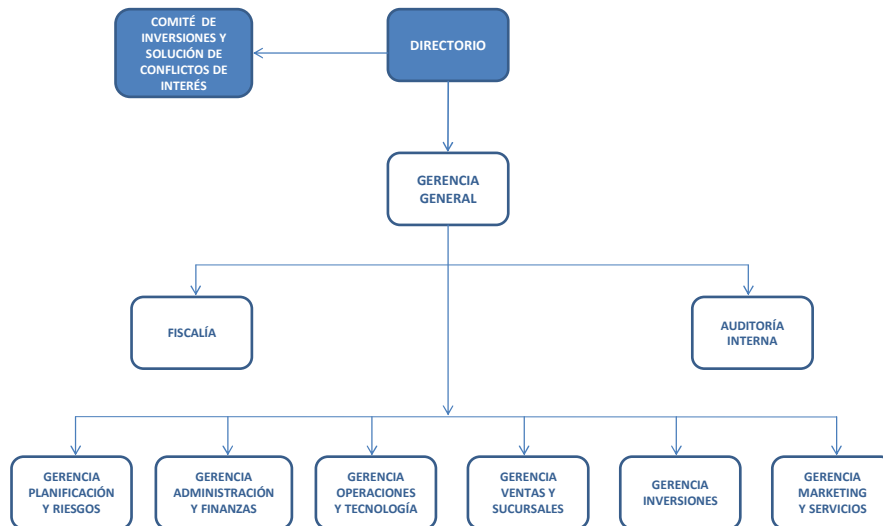 COMITÉ DE
INVERSIONES Y
SOLUCIÓN DE
CONFLICTOS DE
INTERÉS
DIRECTORIO
GERENCIA
GENERAL
FISCALÍA
AUDITORÍA
INTERNA
GERENCIA
PLANIFICACIÓN
Y RIESGOS
GERENCIA
ADMINISTRACIÓN
Y FINANZAS
GERENCIA
OPERACIONES
Y TECNOLOGÍA
GERENCIA
VENTAS Y
SUCURSALES
GERENCIA
INVERSIONES
GERENCIA
MARKETING
Y SERVICIOS